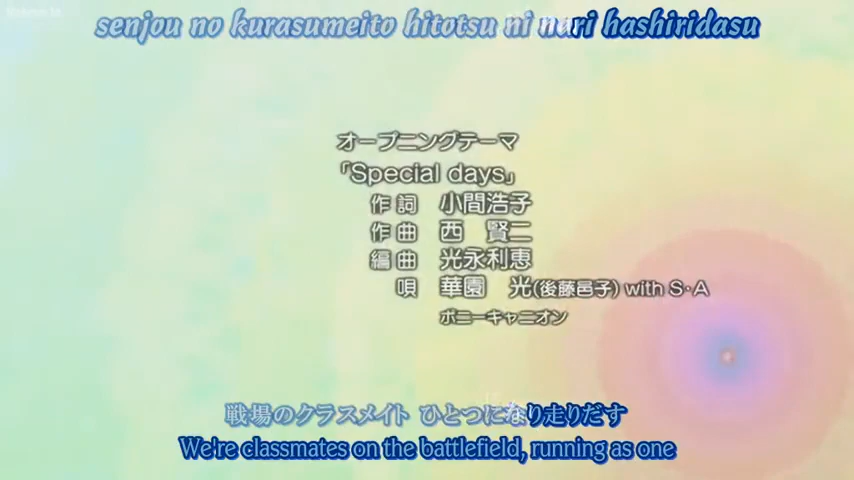 senjou no kurasumeito hitotsu ni nari hashiridasu
オープニングテーマ
「Special days」
作詞 小間浩子
作曲 西 賢二
編曲 光永利恵
唄 華園 光(後藤邑子) with S・A
ポニーキャニオン
戦場のクラスメイト ひとつになり走りだす
We're classmates on the battlefield, running as one